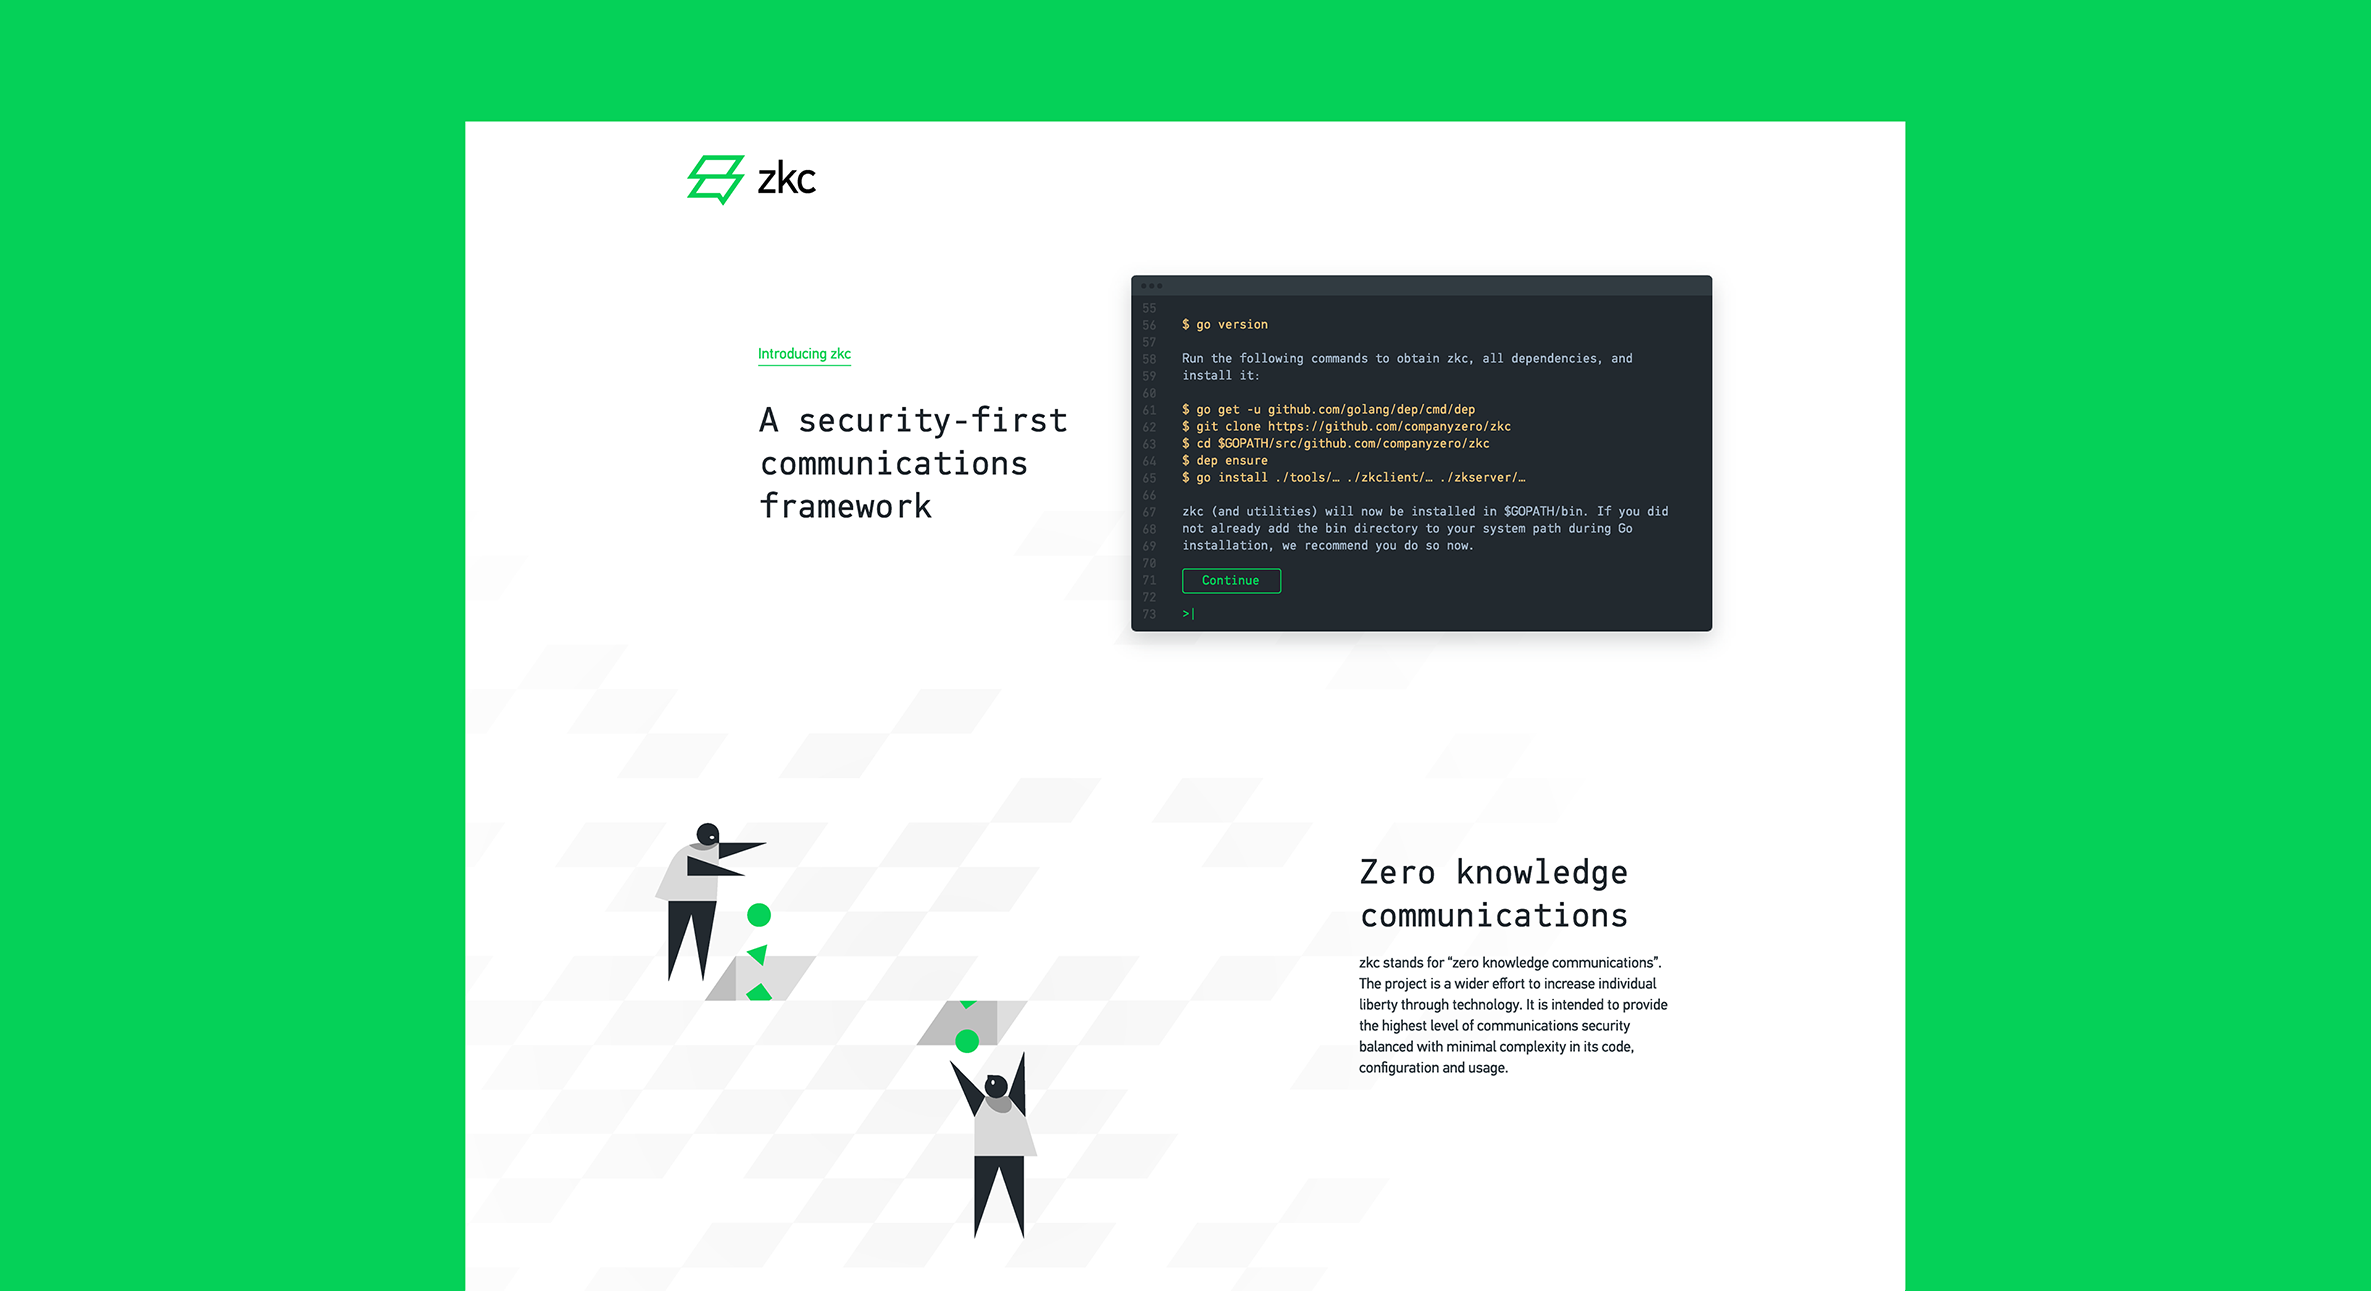 zkc
Introducing zkc
A security-first
communications
framework
55
56 $ go version
57
58 Run the following commands to obtain zkc, all dependencies, and
59 install it:
60
61 $ go get -u github.com/golang/dep/cmd/dep
62 $ git clone https://github.com/companyzero/zkc
63 $ cd $GOPATH/src/github.com/companyzero/zkc
64 $ dep ensure
65 $ go install ./tools/… ./zkclient/… ./zkserver/…
66
67 zkc (and utilities) will now be installed in $GOPATH/bin. If you did
68 not already add the bin directory to your system path during Go
69 installation, we recommend you do so now.
70
71 Continue
72
73 >|
Zero knowledge
communications
zkc stands for “zero knowledge communications”.
The project is a wider effort to increase individual
liberty through technology. It is intended to provide
the highest level of communications security
balanced with minimal complexity in its code,
configuration and usage.